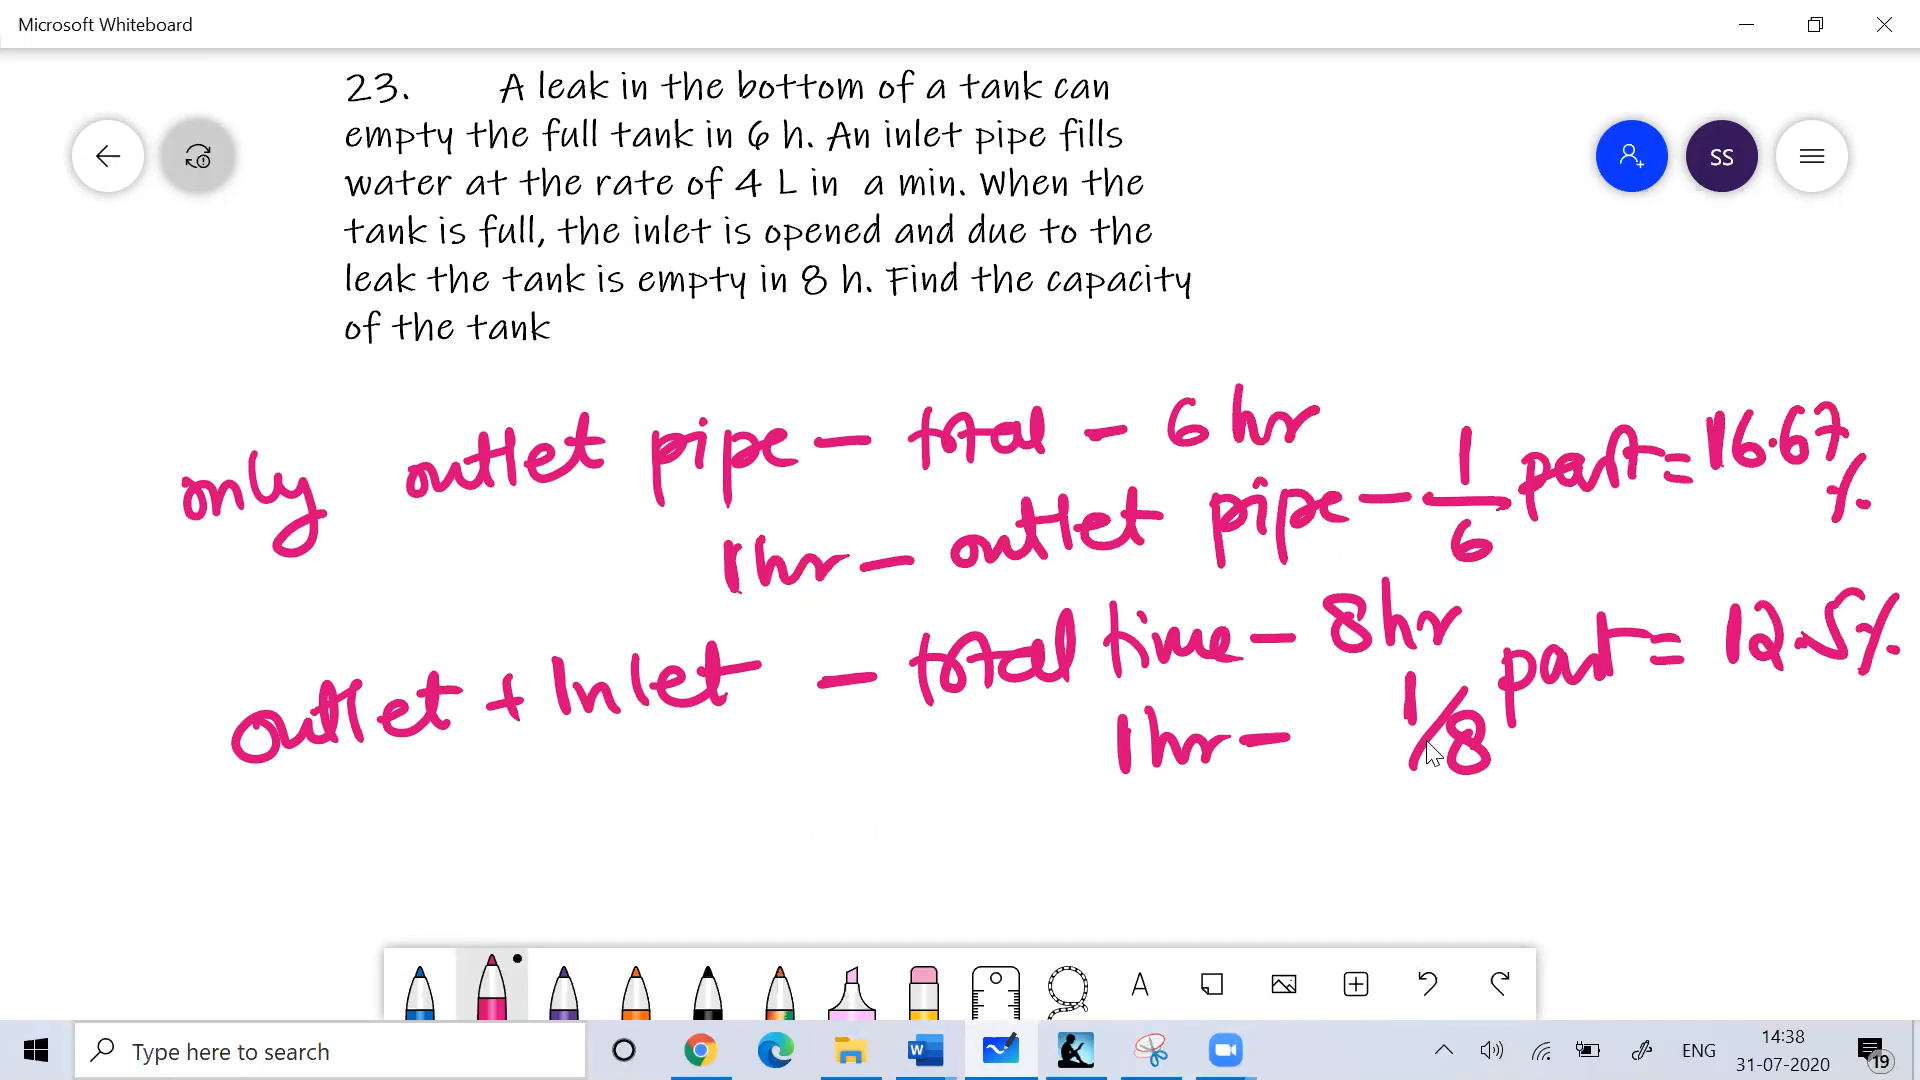 Microsoft Whiteboard
23. A leak in the bottom of a tank can
empty the full tank in 6 h. An inlet pipe fills
water at the rate of 4 L in a min. When the
tank is full, the inlet is opened and due to the
leak the tank is empty in 8 h. Find the capacity
of the tank
SS
only outlet pipe - total - 6 hr
1 hr - outlet pipe - 1/6 part = 16.67 %
outlet + Inlet - total time - 8 hr
1 hr - 1/8 part = 12.5 %
A
Type here to search
W
ENG
14:38
31-07-2020
19